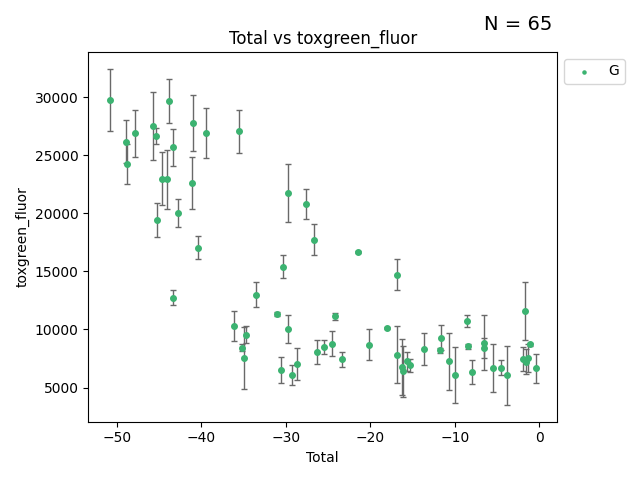 N = 65
Total vs toxgreen_fluor
G
toxgreen_fluor
30000
25000
20000
15000
10000
5000
−50 −40 −30 −20 −10 0
Total